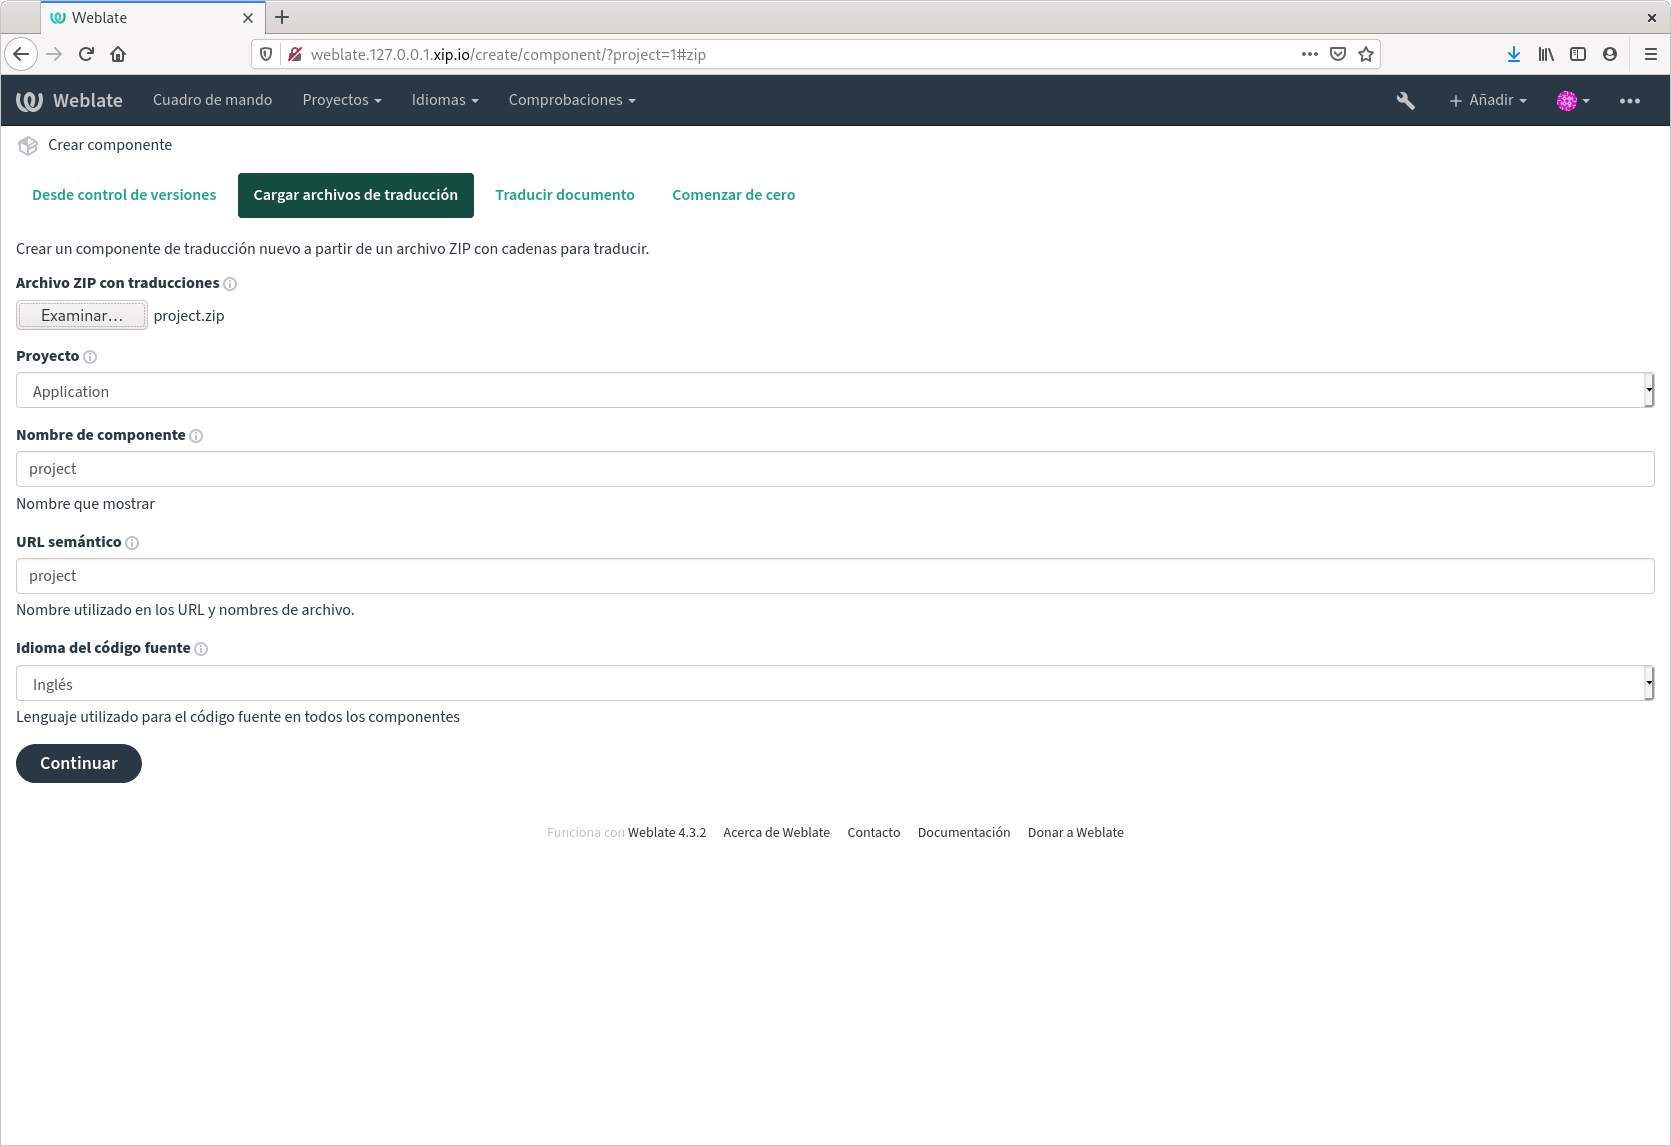 Weblate
weblate.127.0.0.1.xip.io/create/component/?project=1#zip
Weblate Cuadro de mando Proyectos Idiomas Comprobaciones Añadir
Crear componente
Desde control de versiones Cargar archivos de traducción Traducir documento Comenzar de cero
Crear un componente de traducción nuevo a partir de un archivo ZIP con cadenas para traducir.
Archivo ZIP con traducciones
Examinar… project.zip
Proyecto
Application
Nombre de componente
project
Nombre que mostrar
URL semántico
project
Nombre utilizado en los URL y nombres de archivo.
Idioma del código fuente
Inglés
Lenguaje utilizado para el código fuente en todos los componentes
Continuar
Funciona con Weblate 4.3.2 Acerca de Weblate Contacto Documentación Donar a Weblate